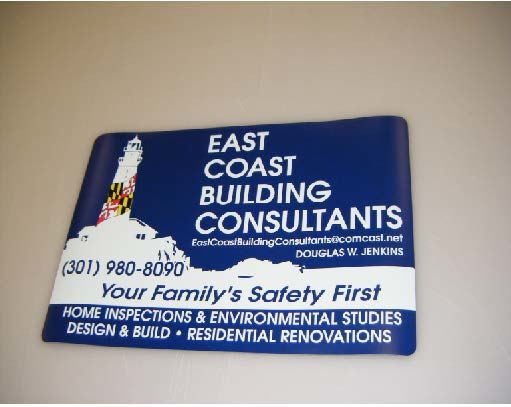 EAST
COAST
BUILDING
CONSULTANTS
EastCoastBuildingConsultants@comcast.net
DOUGLAS W. JENKINS
(301) 980-8090
Your Family's Safety First
HOME INSPECTIONS & ENVIRONMENTAL STUDIES
DESIGN & BUILD • RESIDENTIAL RENOVATIONS